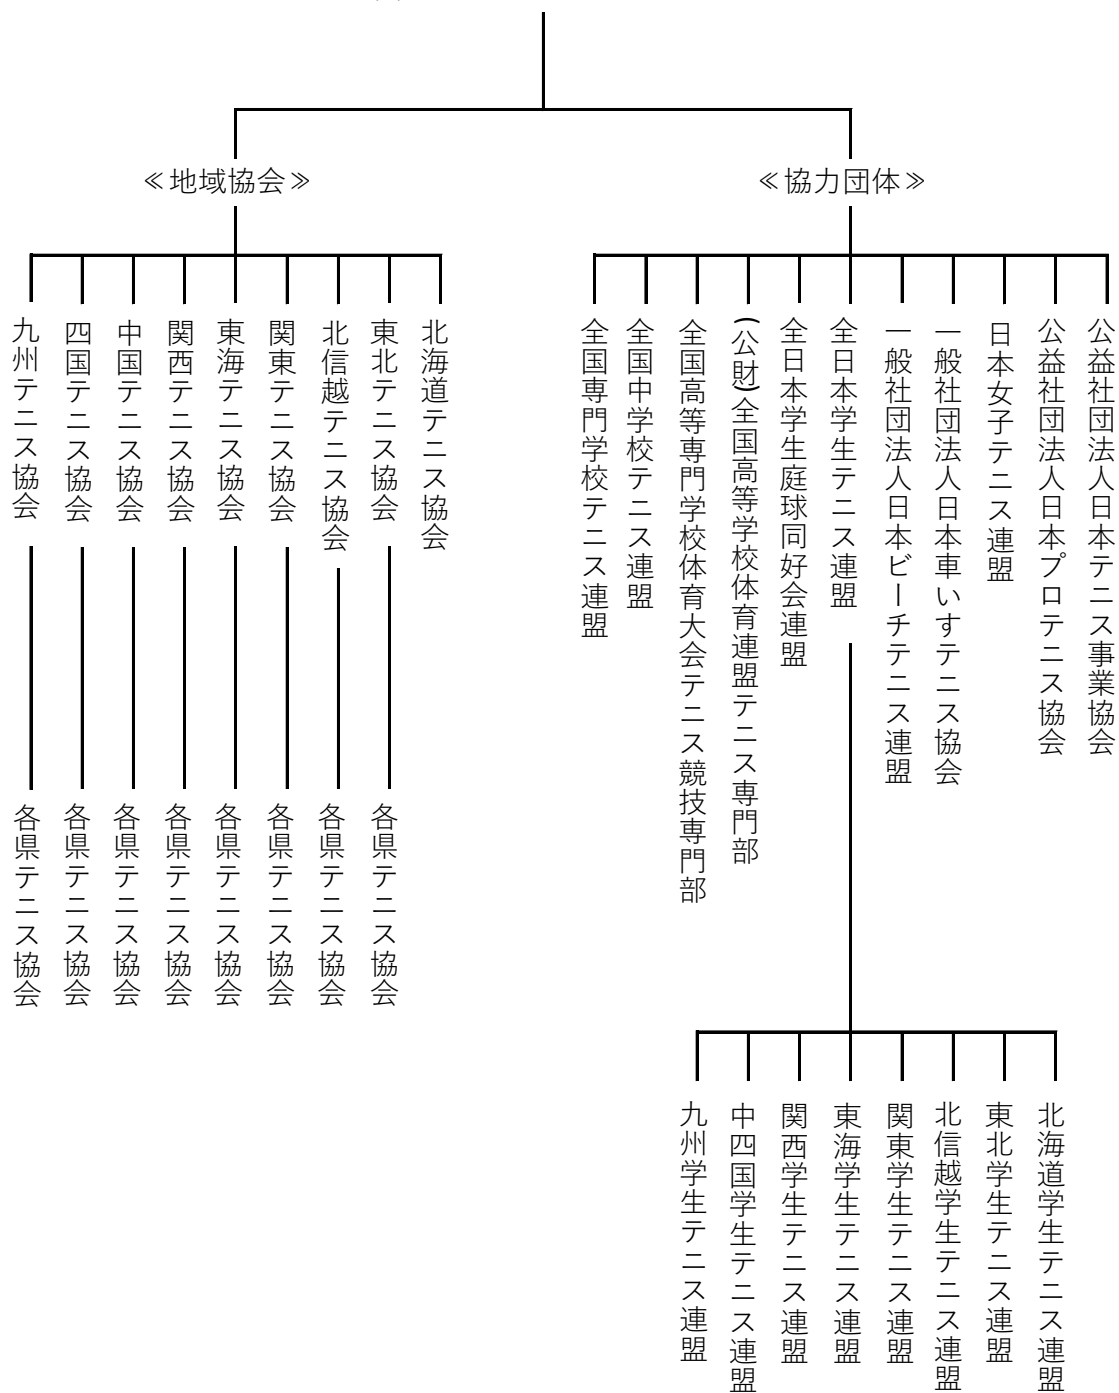 ≪地域協会≫
≪協力団体≫
北海道テニス協会
東北テニス協会
北信越テニス協会
関東テニス協会
東海テニス協会
関西テニス協会
中国テニス協会
四国テニス協会
九州テニス協会
各県テニス協会
各県テニス協会
各県テニス協会
各県テニス協会
各県テニス協会
各県テニス協会
各県テニス協会
各県テニス協会
公益社団法人日本テニス事業協会
公益社団法人日本プロテニス協会
日本女子テニス連盟
一般社団法人日本車いすテニス協会
一般社団法人日本ビーチテニス連盟
全日本学生テニス連盟
全日本学生庭球同好会連盟
(公財)全国高等学校体育連盟テニス専門部
全国高等専門学校体育大会テニス競技専門部
全国中学校テニス連盟
全国専門学校テニス連盟
北海道学生テニス連盟
東北学生テニス連盟
北信越学生テニス連盟
関東学生テニス連盟
東海学生テニス連盟
関西学生テニス連盟
中四国学生テニス連盟
九州学生テニス連盟